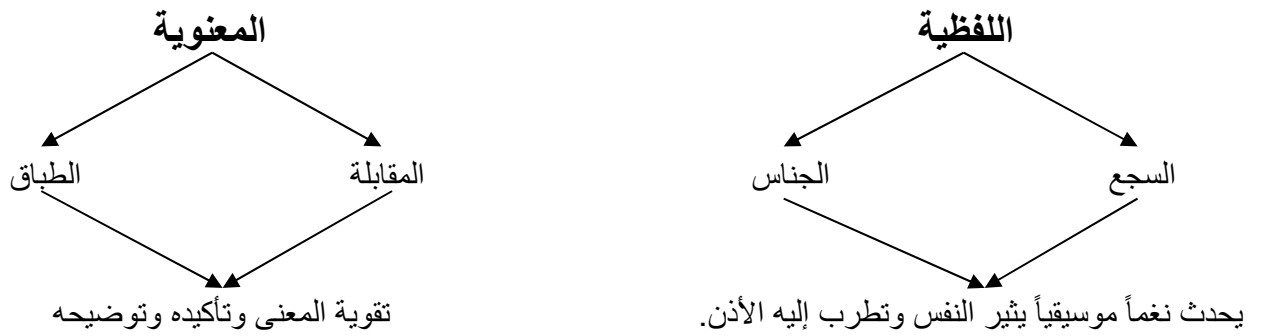 اللفظية
المعنوية
السجع
الجناس
المقابلة
الطباق
يحدث نغماً موسيقياً يثير النفس وتطرب إليه الأذن.
تقوية المعنى وتأكيده وتوضيحه